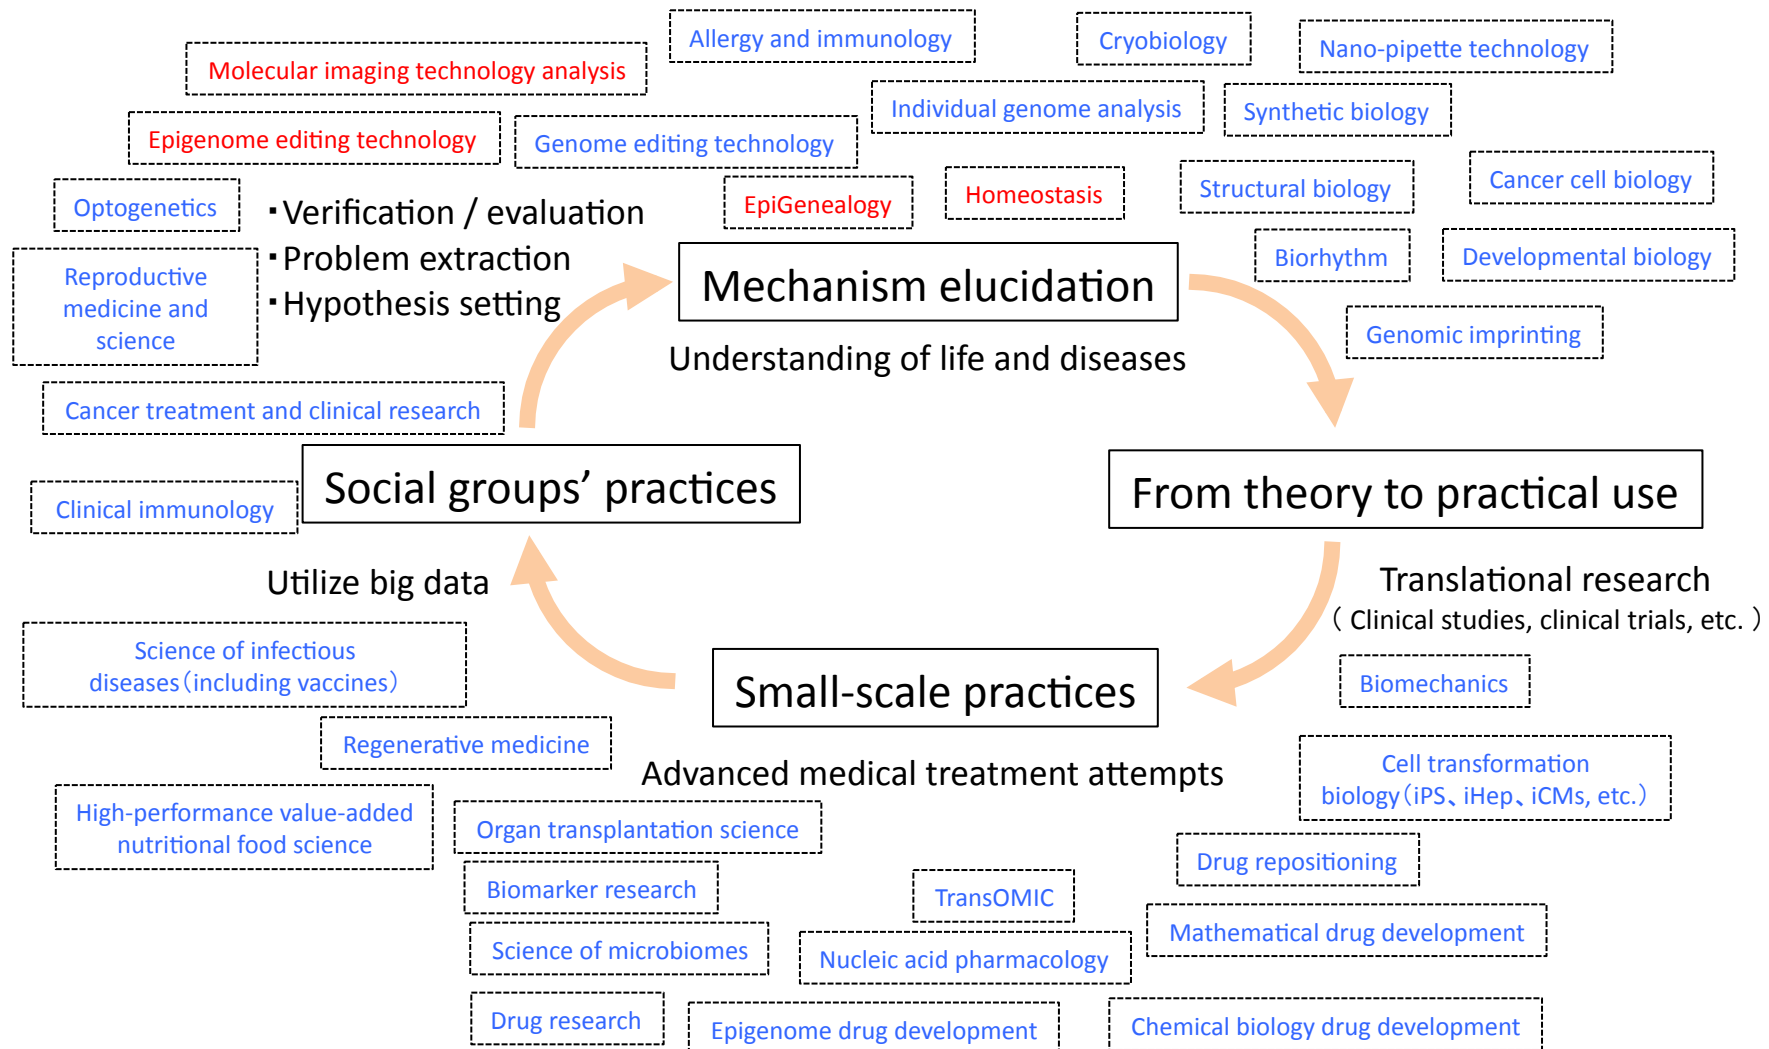 Allergy and immunology
Cryobiology
Nano-pipette technology
Molecular imaging technology analysis
Individual genome analysis
Synthetic biology
Epigenome editing technology
Genome editing technology
EpiGenealogy
Homeostasis
Structural biology
Cancer cell biology
Optogenetics
・Verification / evaluation
・Problem extraction
・Hypothesis setting
Reproductive
medicine and
science
Mechanism elucidation
Biorhythm
Developmental biology
Genomic imprinting
Understanding of life and diseases
Cancer treatment and clinical research
Social groups’ practices
From theory to practical use
Clinical immunology
Utilize big data
Translational research
（ Clinical studies, clinical trials, etc. ）
Science of infectious
diseases（including vaccines）
Small-scale practices
Biomechanics
Regenerative medicine
Advanced medical treatment attempts
Cell transformation
biology（iPS、iHep、iCMs, etc.）
High-performance value-added
nutritional food science
Organ transplantation science
Drug repositioning
Biomarker research
TransOMIC
Mathematical drug development
Science of microbiomes
Nucleic acid pharmacology
Drug research
Epigenome drug development
Chemical biology drug development